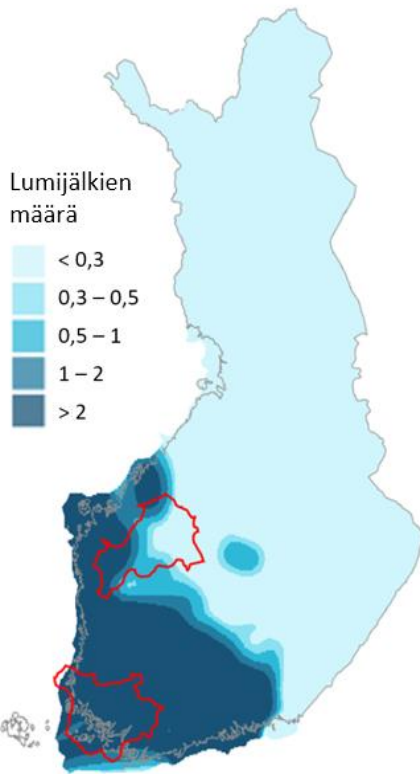 Lumijälkien
määrä
< 0,3
0,3 – 0,5
0,5 – 1
1 – 2
> 2